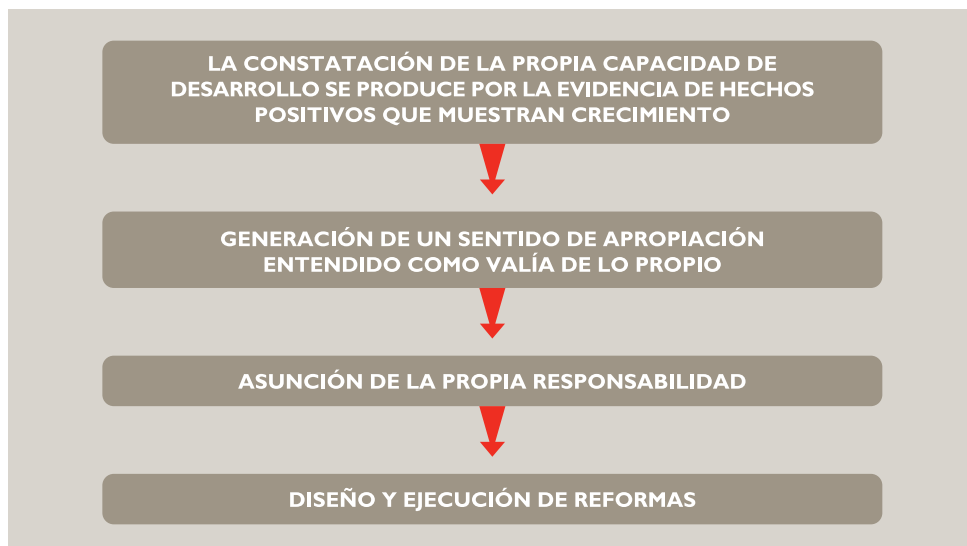 LA CONSTATACIÓN DE LA PROPIA CAPACIDAD DE
DESARROLLO SE PRODUCE POR LA EVIDENCIA DE HECHOS
POSITIVOS QUE MUESTRAN CRECIMIENTO
GENERACIÓN DE UN SENTIDO DE APROPIACIÓN
ENTENDIDO COMO VALÍA DE LO PROPIO
ASUNCIÓN DE LA PROPIA RESPONSABILIDAD
DISEÑO Y EJECUCIÓN DE REFORMAS